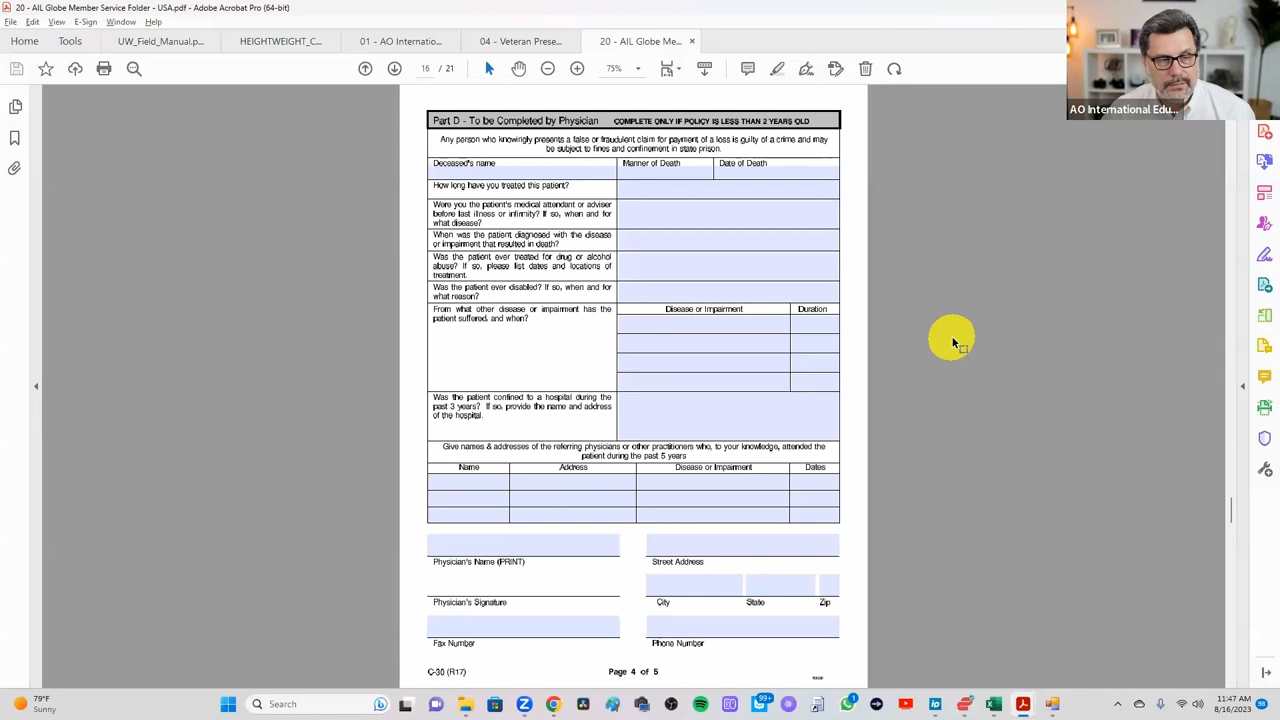 20 - AIL Globe Member Service Folder - USA.pdf - Adobe Acrobat Pro (64-bit)
File Edit View E-Sign Window Help
Home Tools UW_Field_Manual.p... HEIGHTWEIGHT_C... 01- AO Internatio... 04 - Veteran Prese... 20 - AIL Globe Me... ×
16 / 21 75%
AO International Edu...
Part D - To be Completed by Physician COMPLETE ONLY IF POLICY IS LESS THAN 2 YEARS OLD
Any person who knowingly presents a false or fraudulent claim for payment of a loss is guilty of a crime and may
be subject to fines and confinement in state prison.
Deceased's name Manner of Death Date of Death
How long have you treated this patient?
Were you the patient's medical attendant or adviser
before last illness or infirmity? If so, when and for
what disease?
When was the patient diagnosed with the disease
or impairment that resulted in death?
Was the patient ever treated for drug or alcohol
abuse? If so, please list dates and locations of
treatment.
Was the patient ever disabled? If so, when and for
what reason?
From what other disease or impairment has the
patient suffered, and when?
Disease or Impairment Duration
Was the patient confined to a hospital during the
past 3 years? If so, provide the name and address
of the hospital.
Give names & addresses of the referring physicians or other practitioners who, to your knowledge, attended the
patient during the past 5 years
Name Address Disease or Impairment Dates
Physician's Name (PRINT) Street Address
Physician's Signature City State Zip
Fax Number Phone Number
C-30 (R17) Page 4 of 5
79°F
Sunny
Search
99+
1
11:47 AM
8/16/2023
98